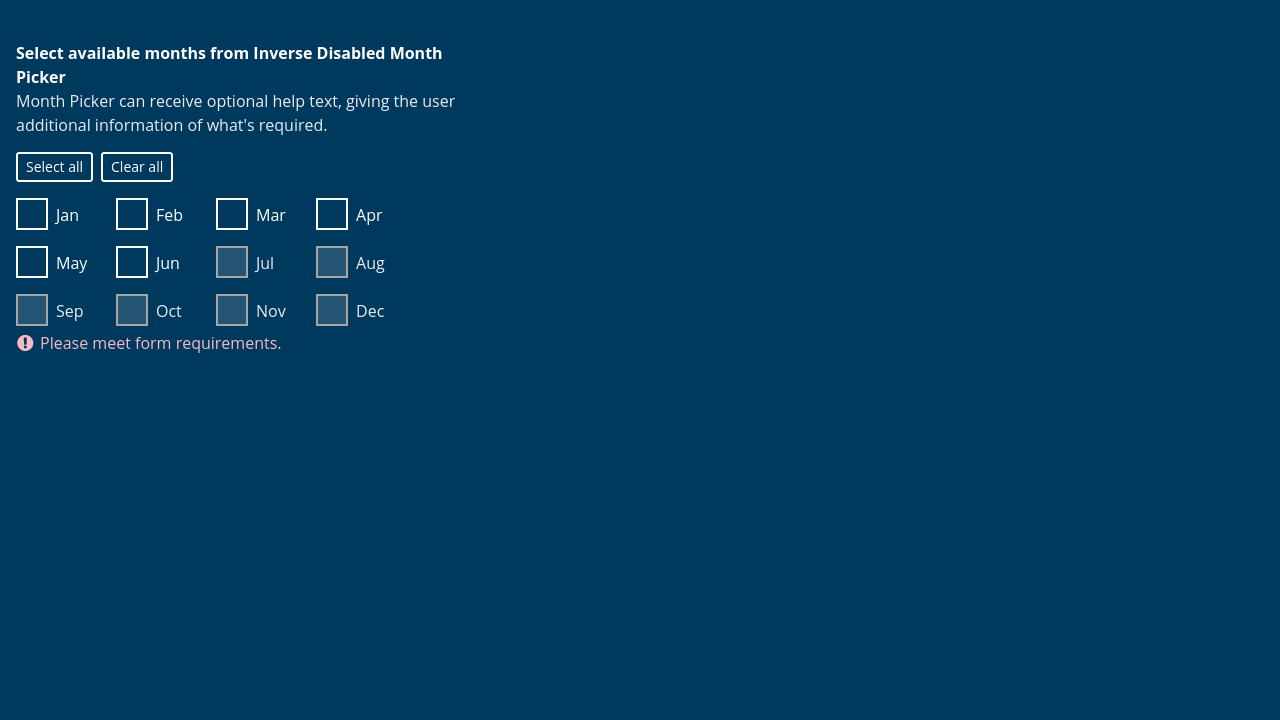 Select available months from Inverse Disabled Month
Picker
Month Picker can receive optional help text, giving the user
additional information of what's required.
Select all Clear all
Jan Feb Mar Apr
May Jun Jul Aug
Sep Oct Nov Dec
Please meet form requirements.